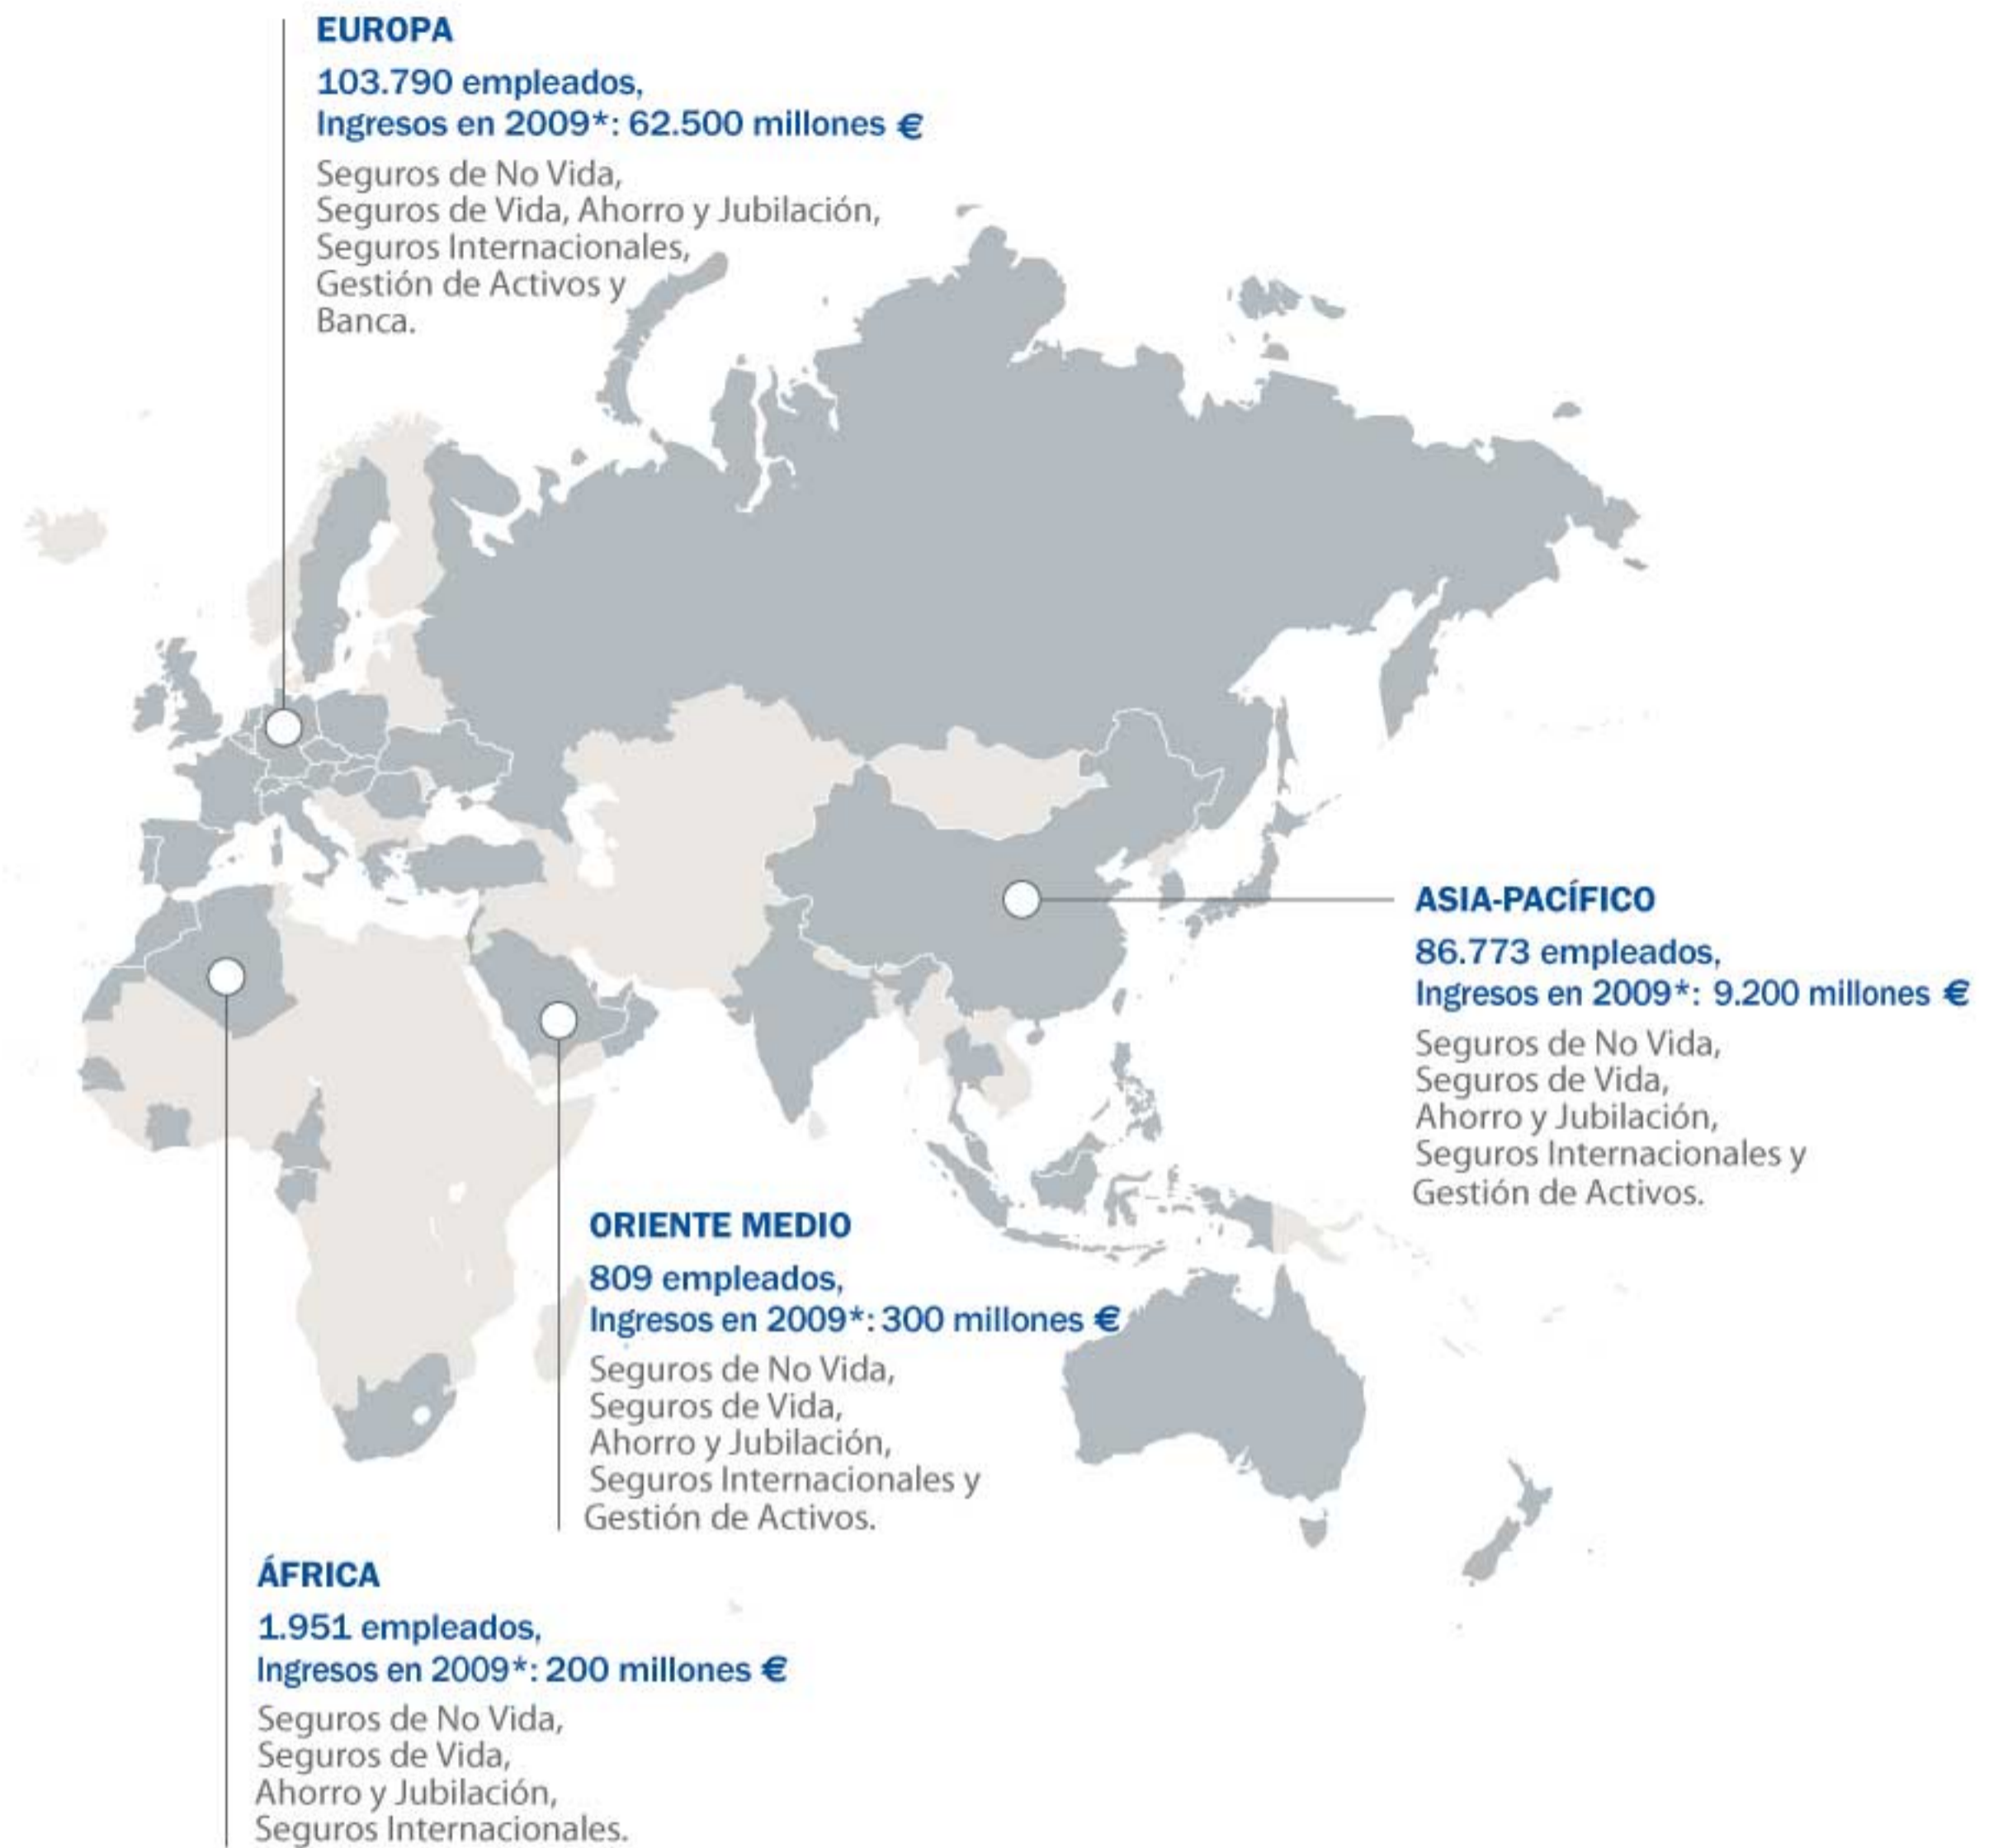 EUROPA
103.790 empleados,
Ingresos en 2009*: 62.500 millones €
Seguros de No Vida,
Seguros de Vida, Ahorro y Jubilación,
Seguros Internacionales,
Gestión de Activos y
Banca.
ASIA-PACÍFICO
86.773 empleados,
Ingresos en 2009*: 9.200 millones €
Seguros de No Vida,
Seguros de Vida,
Ahorro y Jubilación,
Seguros Internacionales y
Gestión de Activos.
ORIENTE MEDIO
809 empleados,
Ingresos en 2009*: 300 millones €
Seguros de No Vida,
Seguros de Vida,
Ahorro y Jubilación,
Seguros Internacionales y
Gestión de Activos.
ÁFRICA
1.951 empleados,
Ingresos en 2009*: 200 millones €
Seguros de No Vida,
Seguros de Vida,
Ahorro y Jubilación,
Seguros Internacionales.